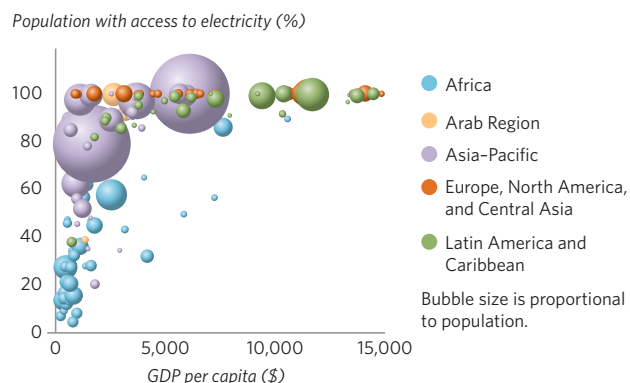 Population with access to electricity (%)
100
80
60
40
20
0
0 5,000 10,000 15,000
GDP per capita ($)
Africa
Arab Region
Asia–Pacific
Europe, North America,
and Central Asia
Latin America and
Caribbean
Bubble size is proportional
to population.